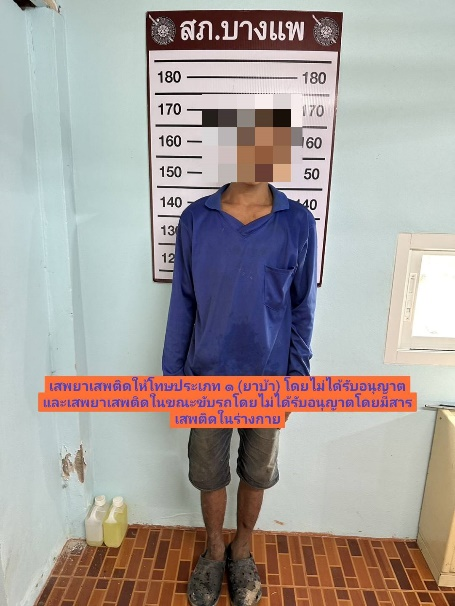 สภ.บางแพ
180 180
170 170
160 160
150 50
140 140
130
12
เสพยาเสพติดให้โทษประเภท ๑ (ยาบ้า) โดยไม่ได้รับอนุญาต
และเสพยาเสพติดในขณะขับรถโดยไม่ได้รับอนุญาตโดยมีสาร
เสพติดในร่างกาย